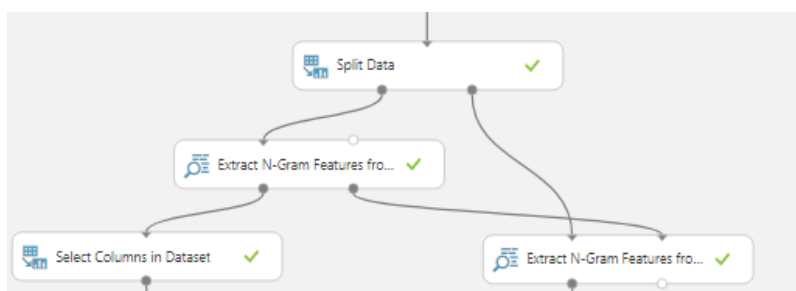 Split Data
Extract N-Gram Features fro...
Select Columns in Dataset
Extract N-Gram Features fro...